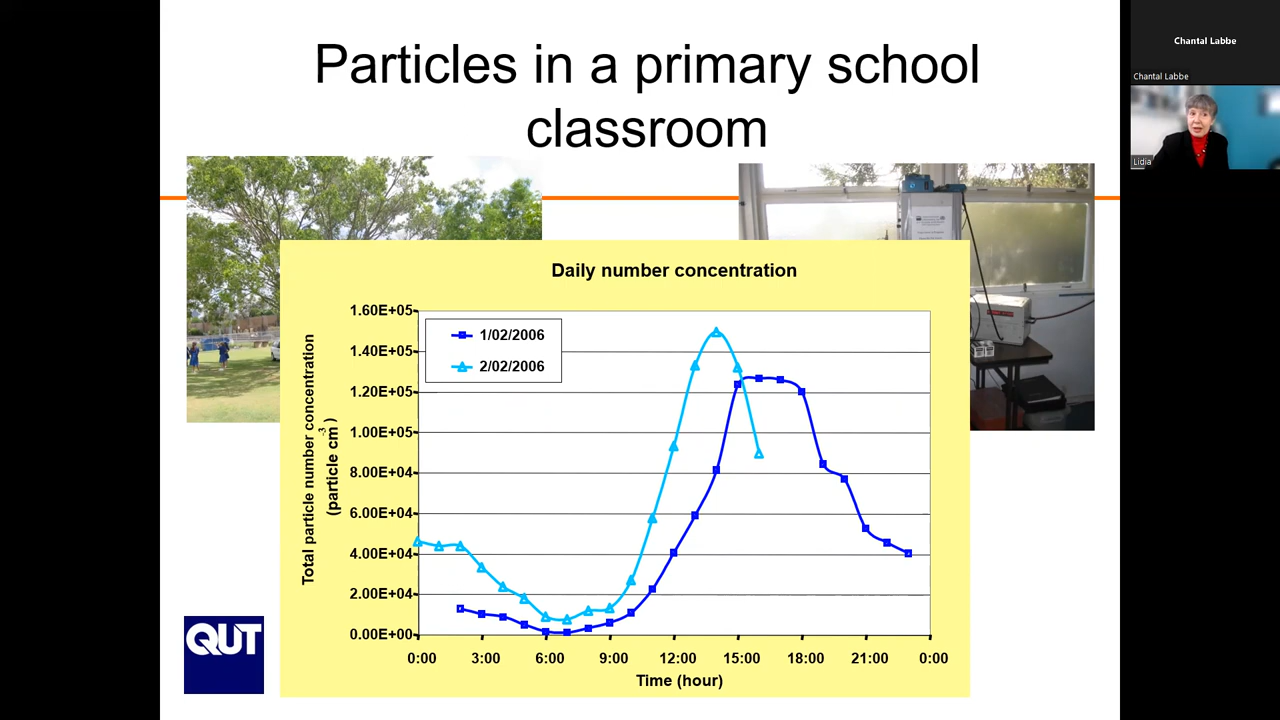 Particles in a primary school
classroom
Chantal Labbe
Chantal Labbe
Lidia
Daily number concentration
Total particle number concentration
(particle cm-3)
1.60E+05
1.40E+05
1.20E+05
1.00E+05
8.00E+04
6.00E+04
4.00E+04
2.00E+04
0.00E+00
1/02/2006
2/02/2006
0:00 3:00 6:00 9:00 12:00 15:00 18:00 21:00 0:00
Time (hour)
QUT